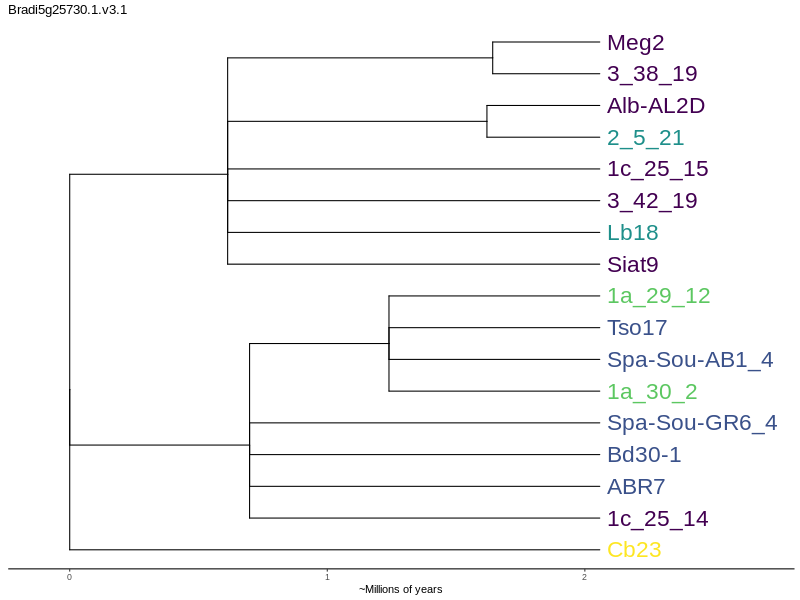 Bradi5g25730.1.v3.1
Meg2
3_38_19
Alb-AL2D
2_5_21
1c_25_15
3_42_19
Lb18
Siat9
1a_29_12
Tso17
Spa-Sou-AB1_4
1a_30_2
Spa-Sou-GR6_4
Bd30-1
ABR7
1c_25_14
Cb23
0 1 2
~Millions of years